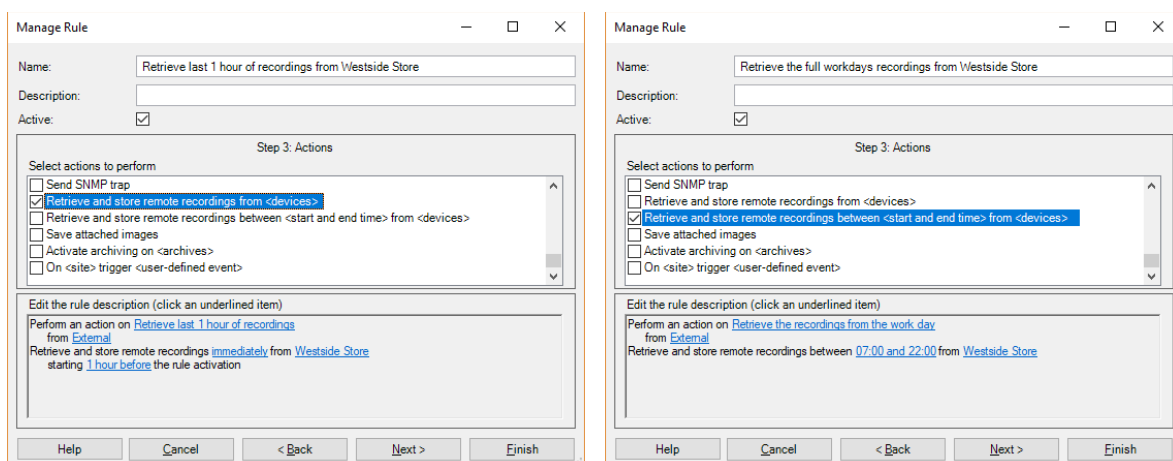 Manage Rule
Name: Retrieve last 1 hour of recordings from Westside Store
Description:
Active:
Step 3: Actions
Select actions to perform
Send SNMP trap
Retrieve and store remote recordings from <devices>
Retrieve and store remote recordings between <start and end time> from <devices>
Save attached images
Activate archiving on <archives>
On <site> trigger <user-defined event>
Edit the rule description (click an underlined item)
Perform an action on Retrieve last 1 hour of recordings
from External
Retrieve and store remote recordings immediately from Westside Store
starting 1 hour before the rule activation
Help Cancel < Back Next > Finish
Manage Rule
Name: Retrieve the full workdays recordings from Westside Store
Description:
Active:
Step 3: Actions
Select actions to perform
Send SNMP trap
Retrieve and store remote recordings from <devices>
Retrieve and store remote recordings between <start and end time> from <devices>
Save attached images
Activate archiving on <archives>
On <site> trigger <user-defined event>
Edit the rule description (click an underlined item)
Perform an action on Retrieve the recordings from the work day
from External
Retrieve and store remote recordings between 07:00 and 22:00 from Westside Store
Help Cancel < Back Next > Finish